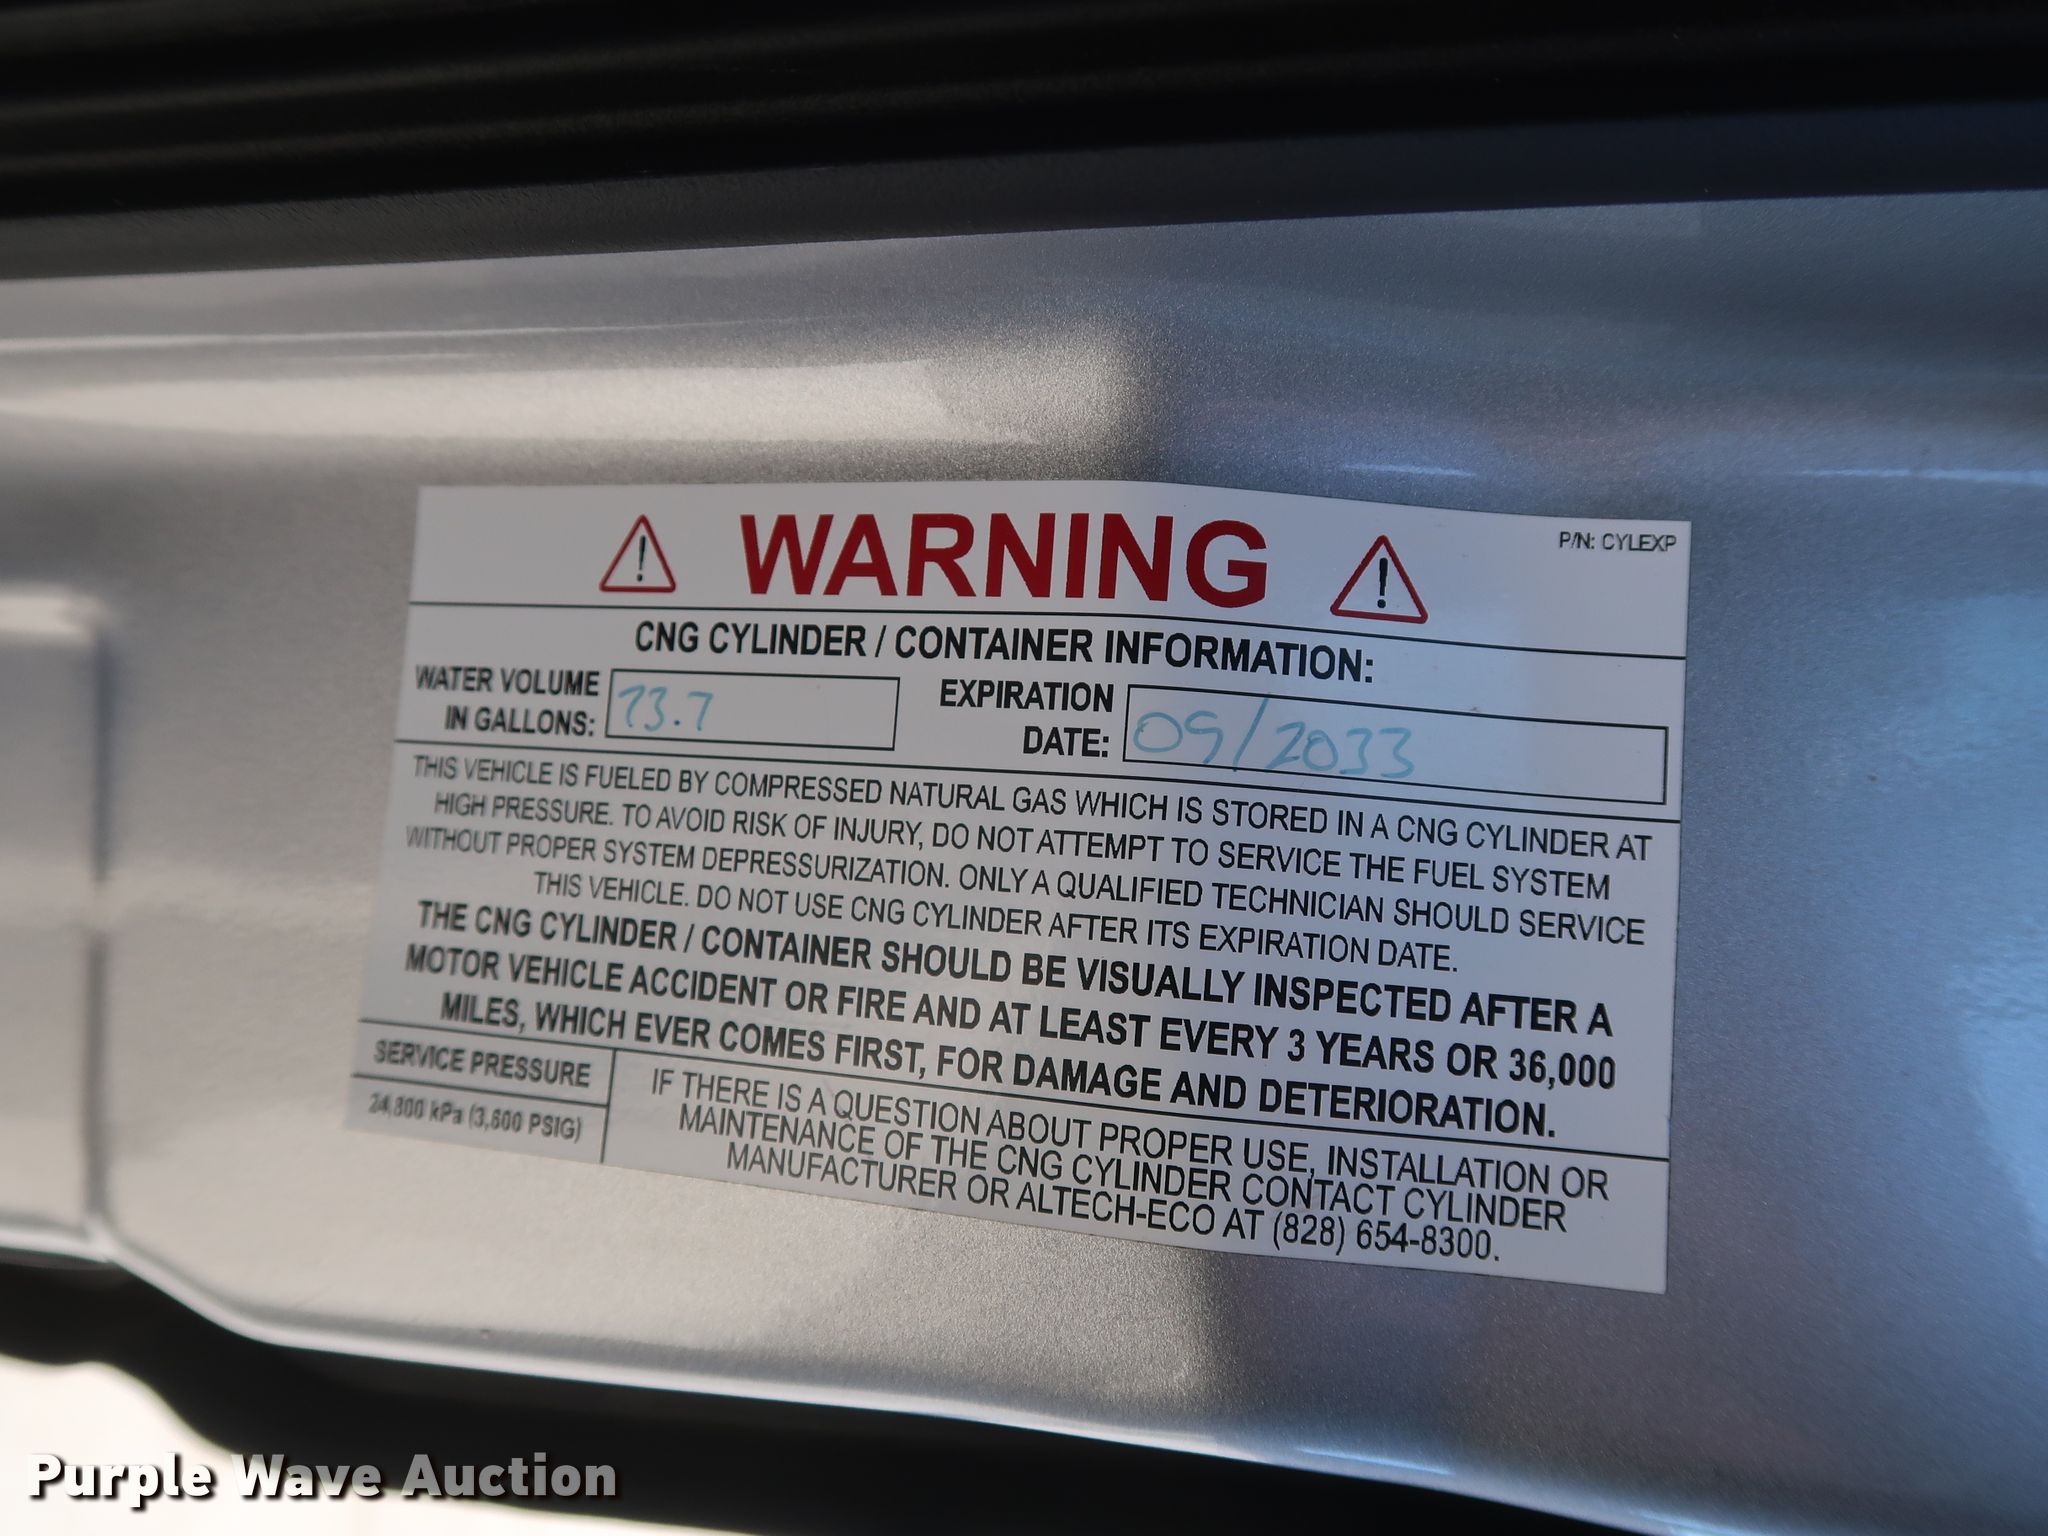 WARNING
P/N: CYLEXP
CNG CYLINDER / CONTAINER INFORMATION:
WATER VOLUME
IN GALLONS: 73.7
EXPIRATION
DATE: 09/2033
THIS VEHICLE IS FUELED BY COMPRESSED NATURAL GAS WHICH IS STORED IN A CNG CYLINDER AT
HIGH PRESSURE. TO AVOID RISK OF INJURY, DO NOT ATTEMPT TO SERVICE THE FUEL SYSTEM
WITHOUT PROPER SYSTEM DEPRESSURIZATION. ONLY A QUALIFIED TECHNICIAN SHOULD SERVICE
THIS VEHICLE. DO NOT USE CNG CYLINDER AFTER ITS EXPIRATION DATE.
THE CNG CYLINDER / CONTAINER SHOULD BE VISUALLY INSPECTED AFTER A
MOTOR VEHICLE ACCIDENT OR FIRE AND AT LEAST EVERY 3 YEARS OR 36,000
MILES, WHICH EVER COMES FIRST, FOR DAMAGE AND DETERIORATION.
SERVICE PRESSURE
24,800 kPa (3,600 PSIG)
IF THERE IS A QUESTION ABOUT PROPER USE, INSTALLATION OR
MAINTENANCE OF THE CNG CYLINDER CONTACT CYLINDER
MANUFACTURER OR ALTECH-ECO AT (828) 654-8300.
Purple Wave Auction